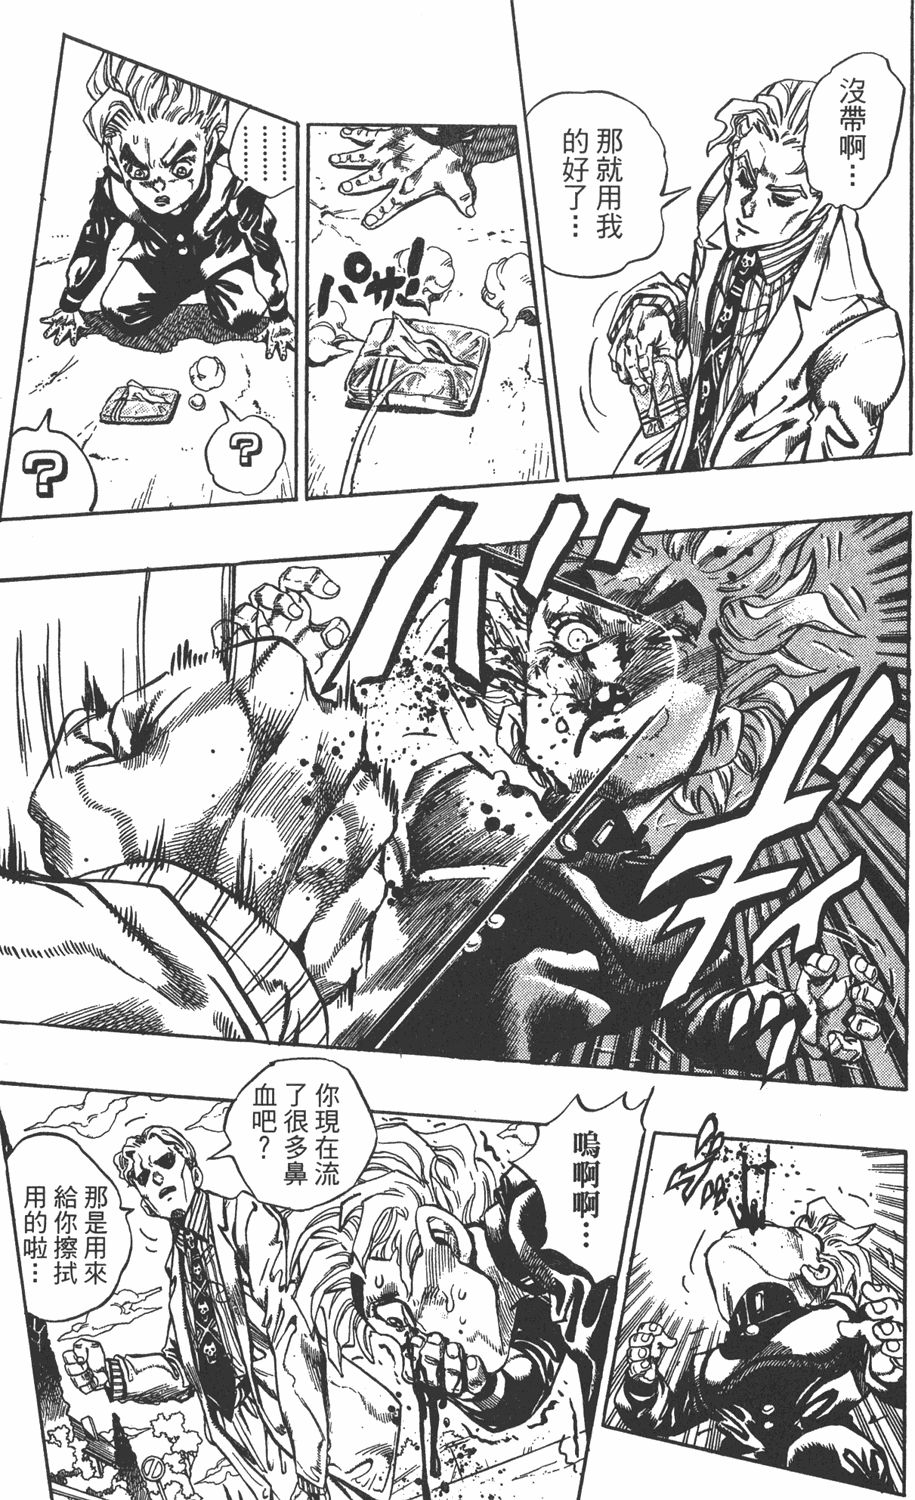 沒帶啊…
那就用我
的好了…
パサ！
………
………
?
?
バギィ
嗚啊啊…
你現在流
了很多鼻
血吧?
那是用來
給你擦拭
用的啦…